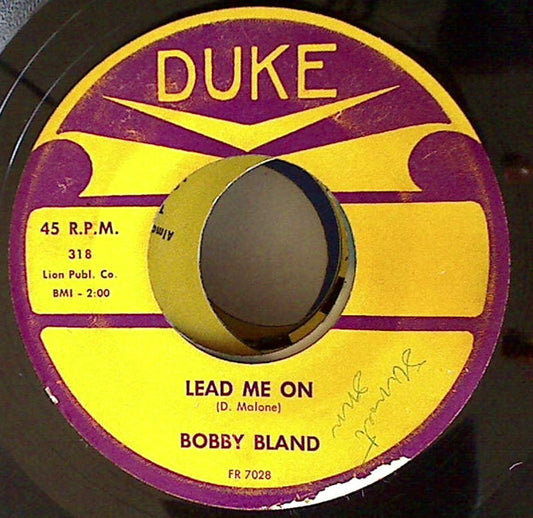 DUKE
45 R.P.M.
318
Lion Publ. Co.
BMI - 2:00
LEAD ME ON
(D. Malone)
BOBBY BLAND
FR 7028